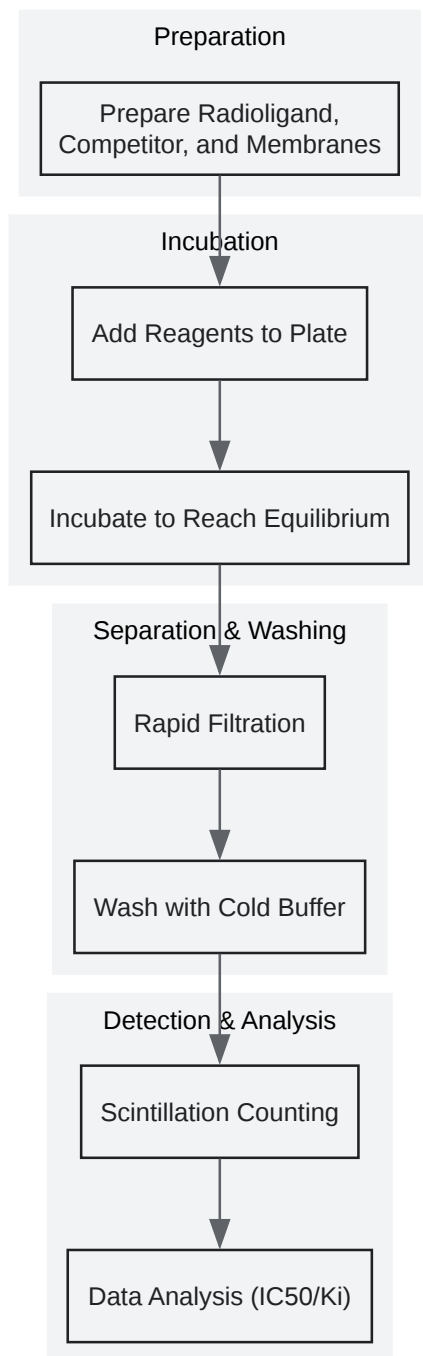 Preparation
Prepare Radioligand,
Competitor, and Membranes
Incubation
Add Reagents to Plate
Incubate to Reach Equilibrium
Separation & Washing
Rapid Filtration
Wash with Cold Buffer
Detection & Analysis
Scintillation Counting
Data Analysis (IC50/Ki)